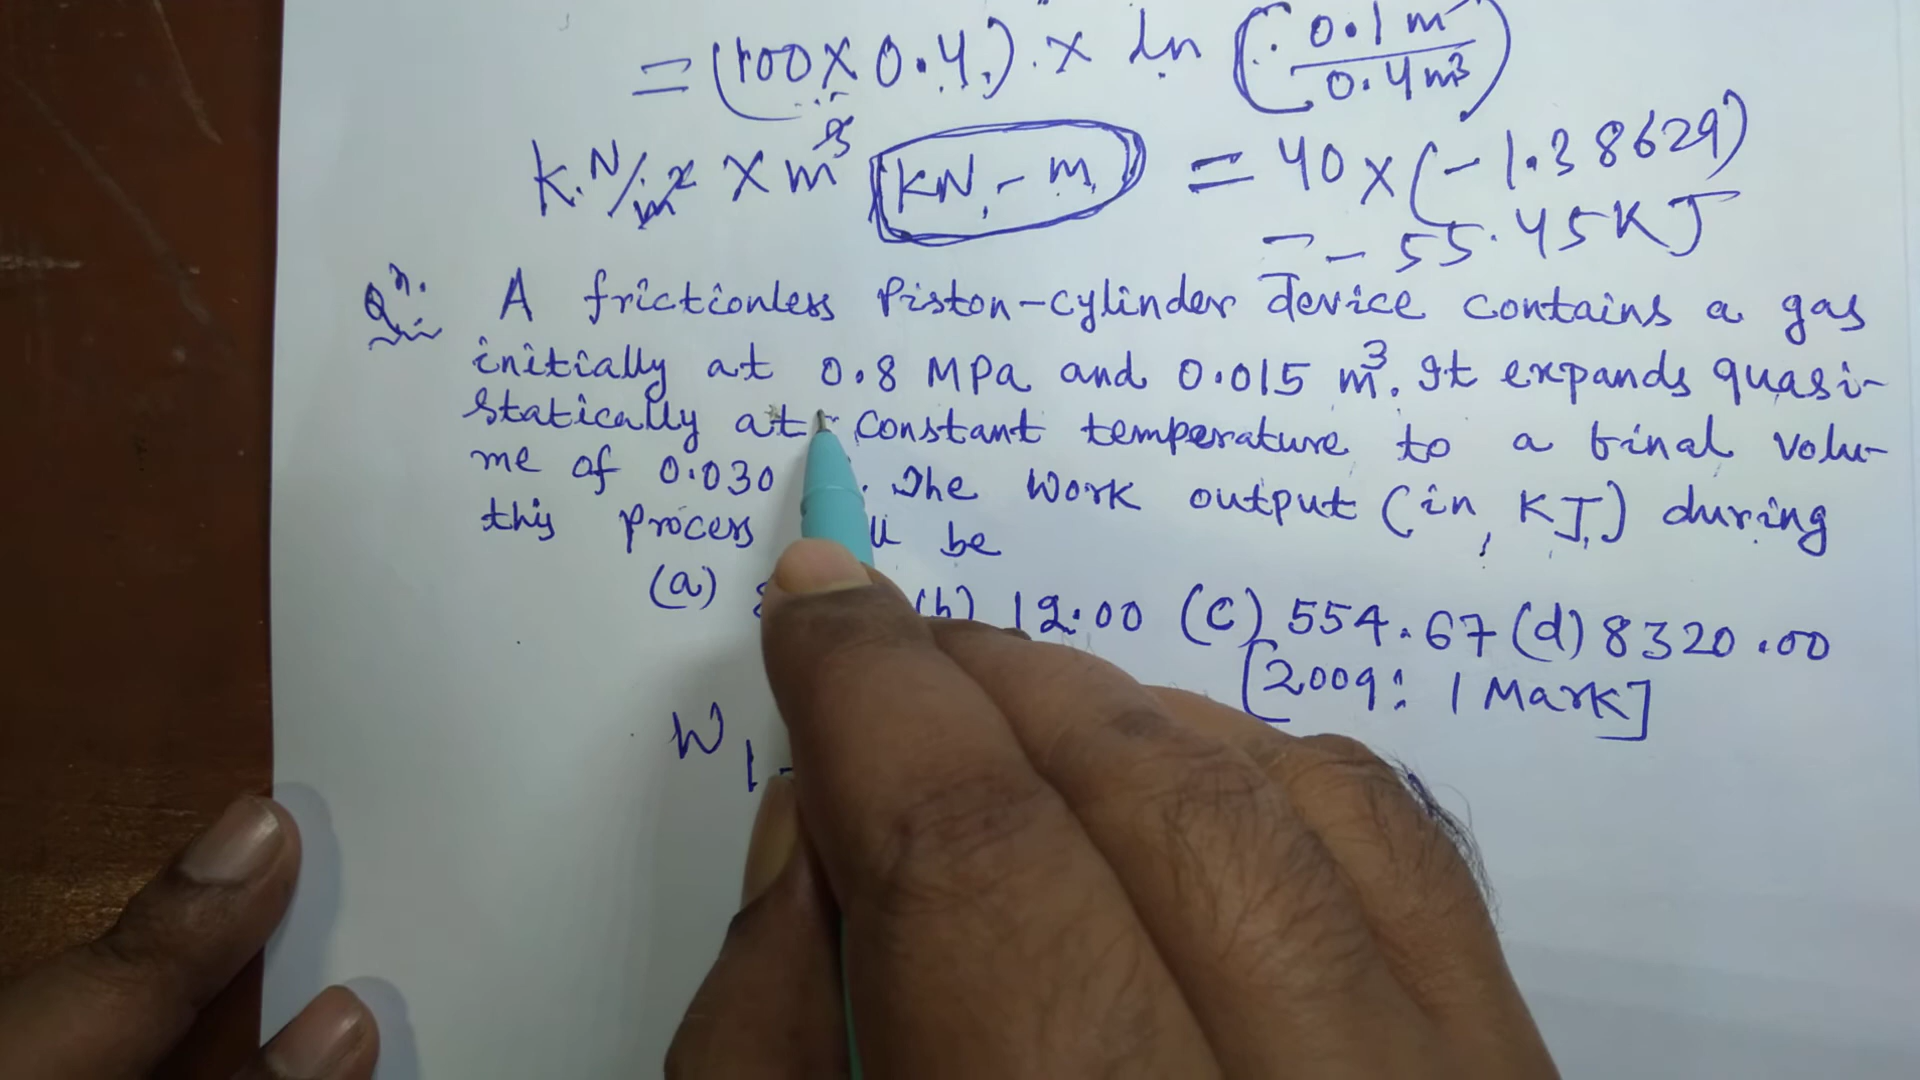 = (100 x 0.4) x ln (0.1 m / 0.4 m³)
kN/m² x m³ kN-m = 40 x (-1.38629)
= -55.45 KJ
Qn. A frictionless Piston-cylinder device contains a gas
initially at 0.8 MPa and 0.015 m³. It expands quasi-
statically at constant temperature to a final volu-
me of 0.030 . The work output (in KJ) during
this process be
(a) (b) 12.00 (c) 554.67 (d) 8320.00
[2009: 1 Mark]
W1-